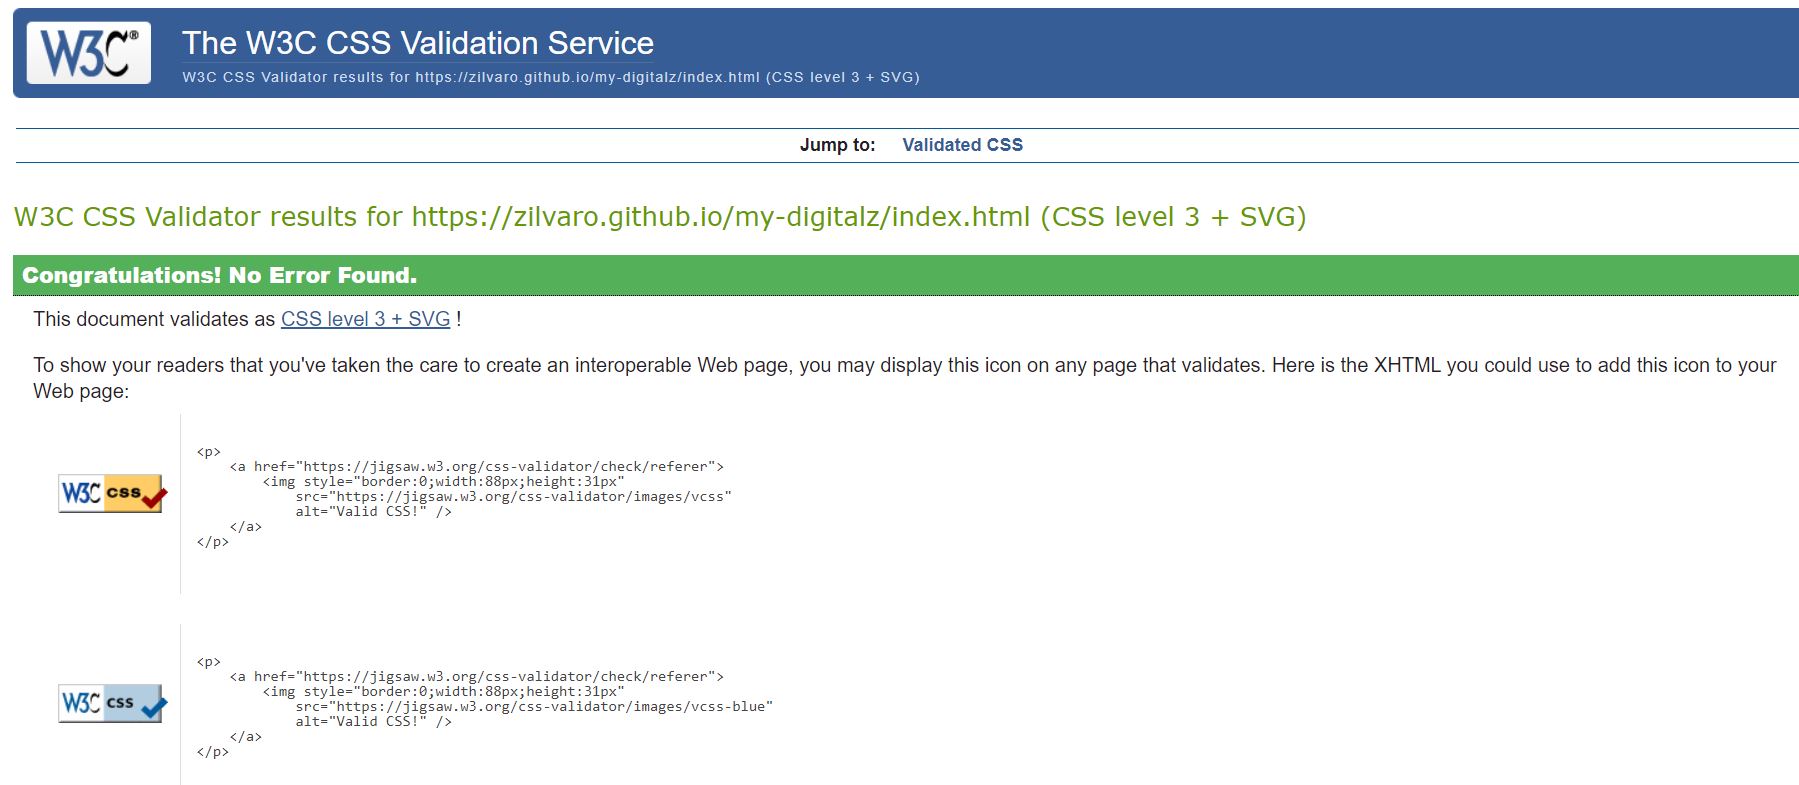 W3C®
The W3C CSS Validation Service
W3C CSS Validator results for https://zilvaro.github.io/my-digitalz/index.html (CSS level 3 + SVG)
Jump to: Validated CSS
W3C CSS Validator results for https://zilvaro.github.io/my-digitalz/index.html (CSS level 3 + SVG)
Congratulations! No Error Found.
This document validates as CSS level 3 + SVG !
To show your readers that you've taken the care to create an interoperable Web page, you may display this icon on any page that validates. Here is the XHTML you could use to add this icon to your
Web page:
W3C css
<p>
    <a href="https://jigsaw.w3.org/css-validator/check/referer">
        <img style="border:0;width:88px;height:31px"
            src="https://jigsaw.w3.org/css-validator/images/vcss"
            alt="Valid CSS!" />
    </a>
</p>
W3C css
<p>
    <a href="https://jigsaw.w3.org/css-validator/check/referer">
        <img style="border:0;width:88px;height:31px"
            src="https://jigsaw.w3.org/css-validator/images/vcss-blue"
            alt="Valid CSS!" />
    </a>
</p>